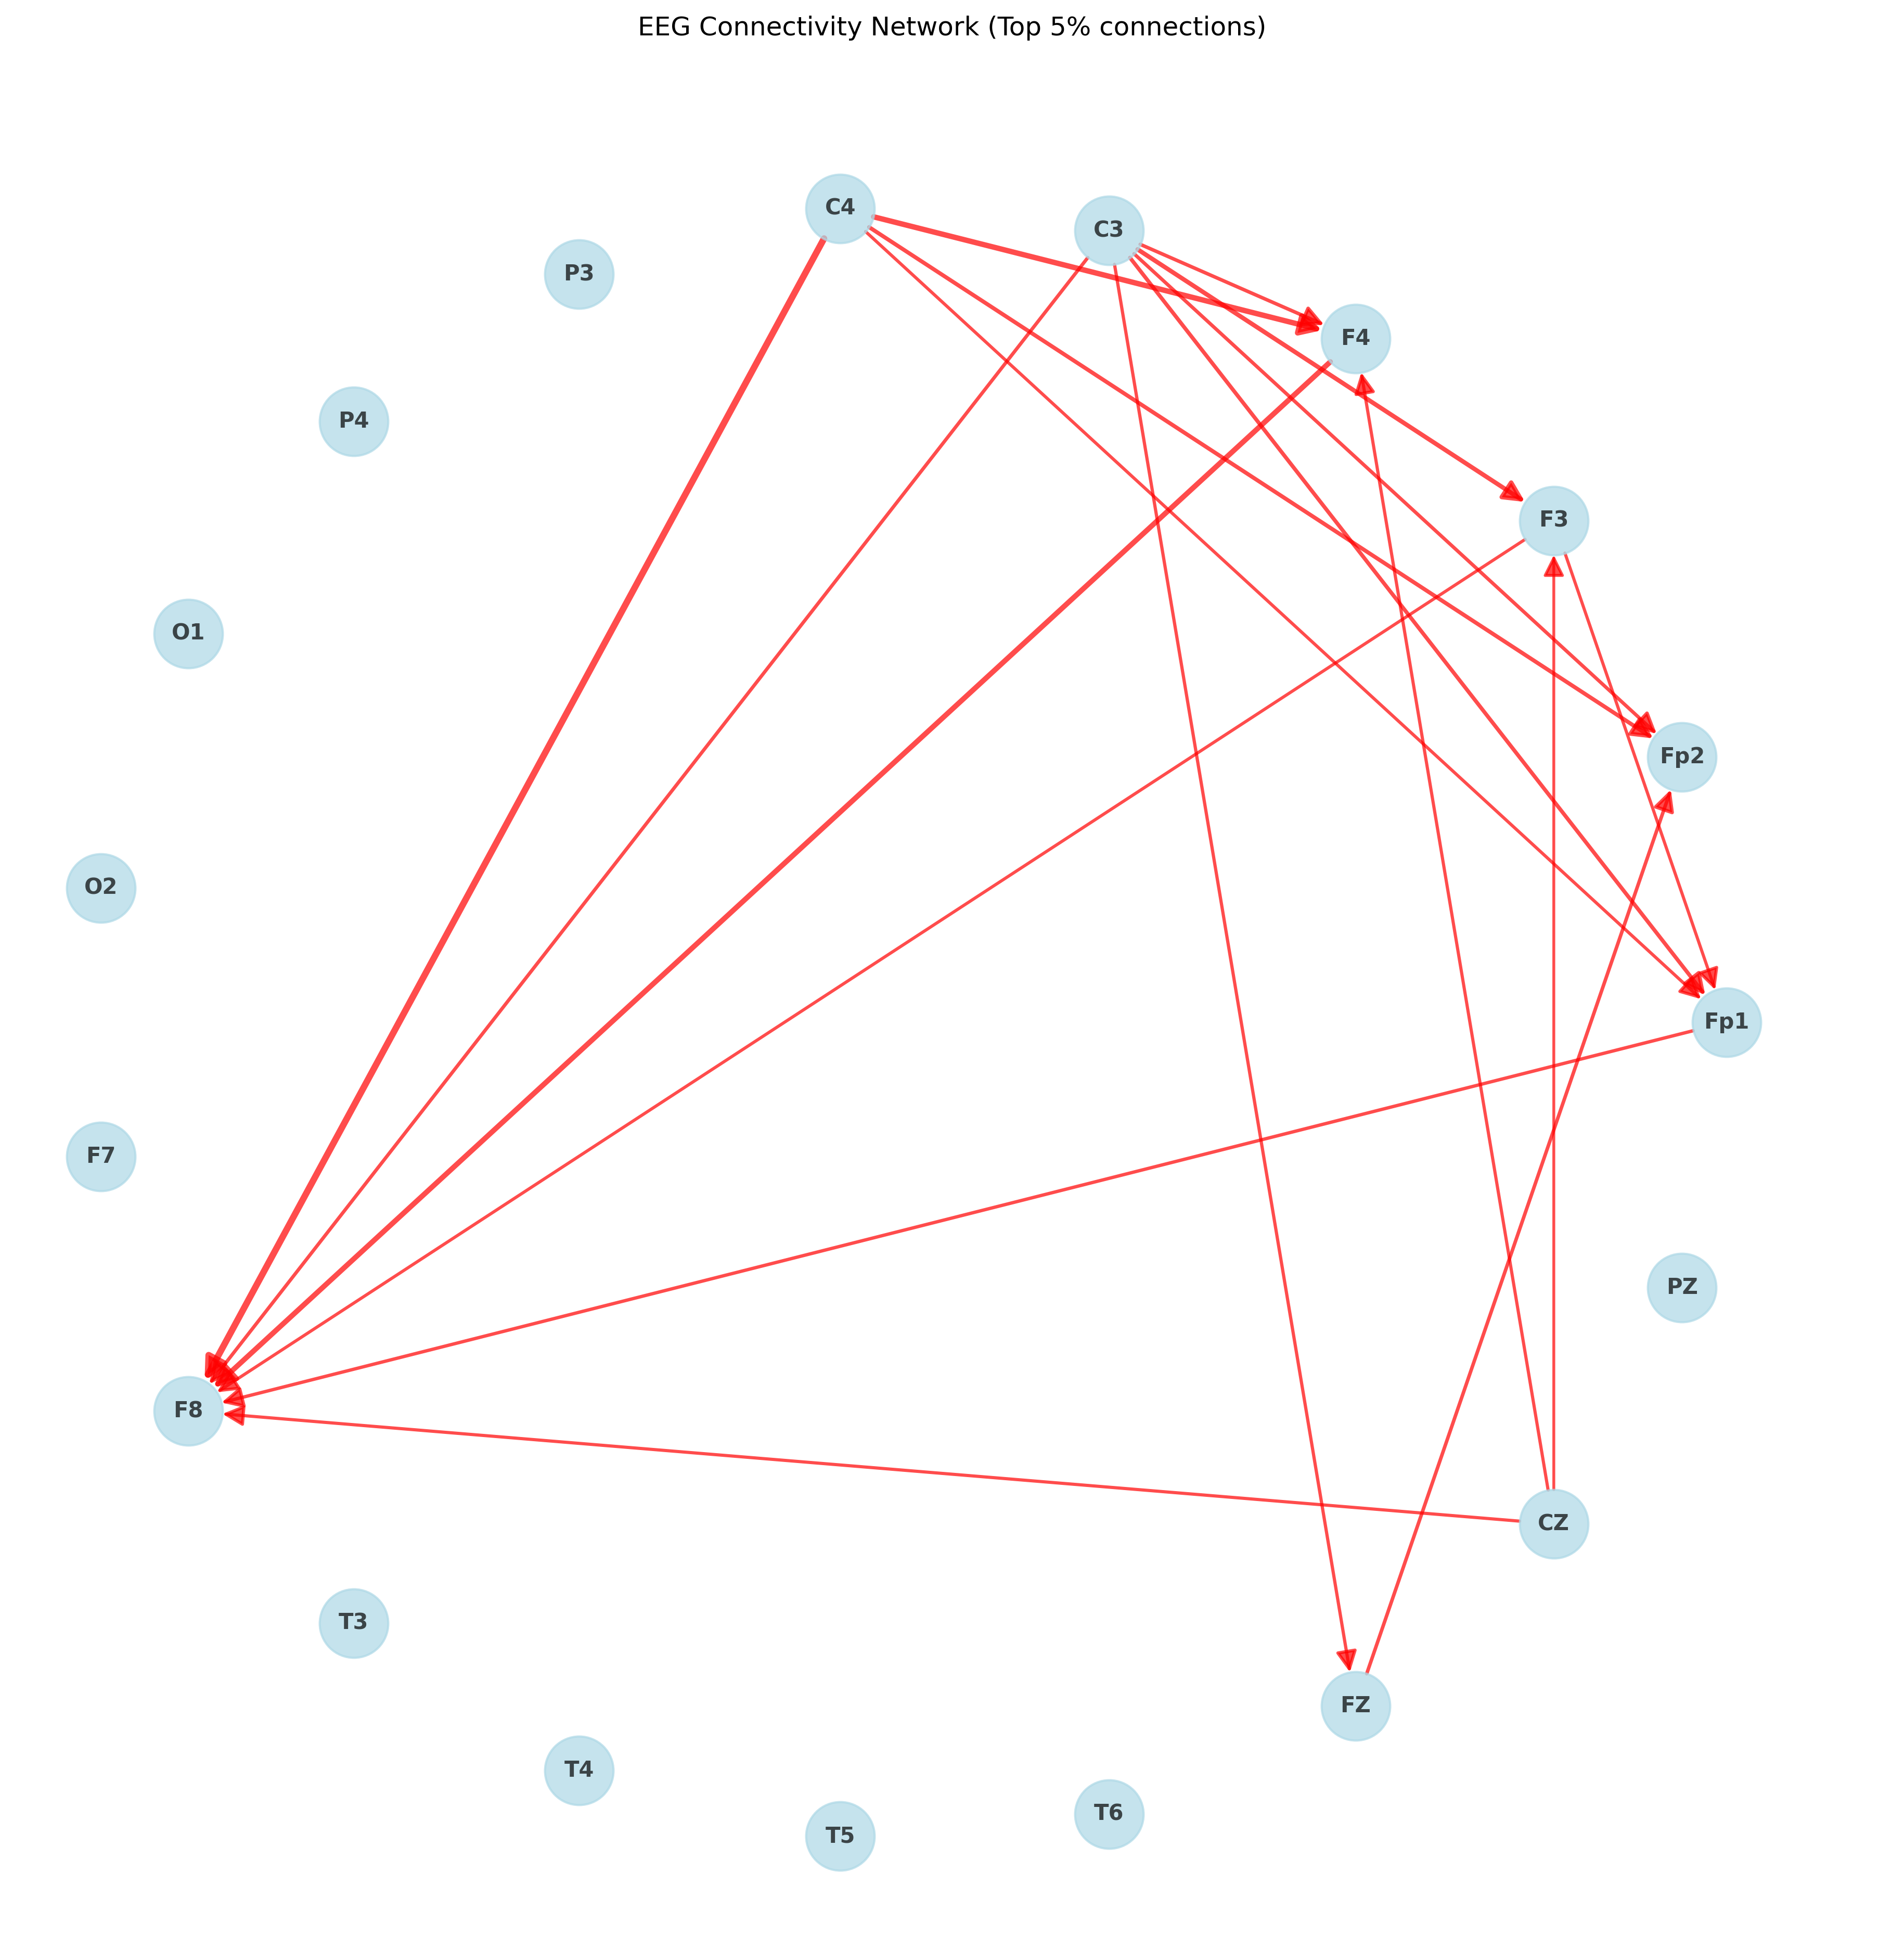 EEG Connectivity Network (Top 5% connections)
C4
C3
P3
F4
P4
F3
O1
Fp2
O2
Fp1
F7
PZ
F8
CZ
T3
FZ
T4
T6
T5